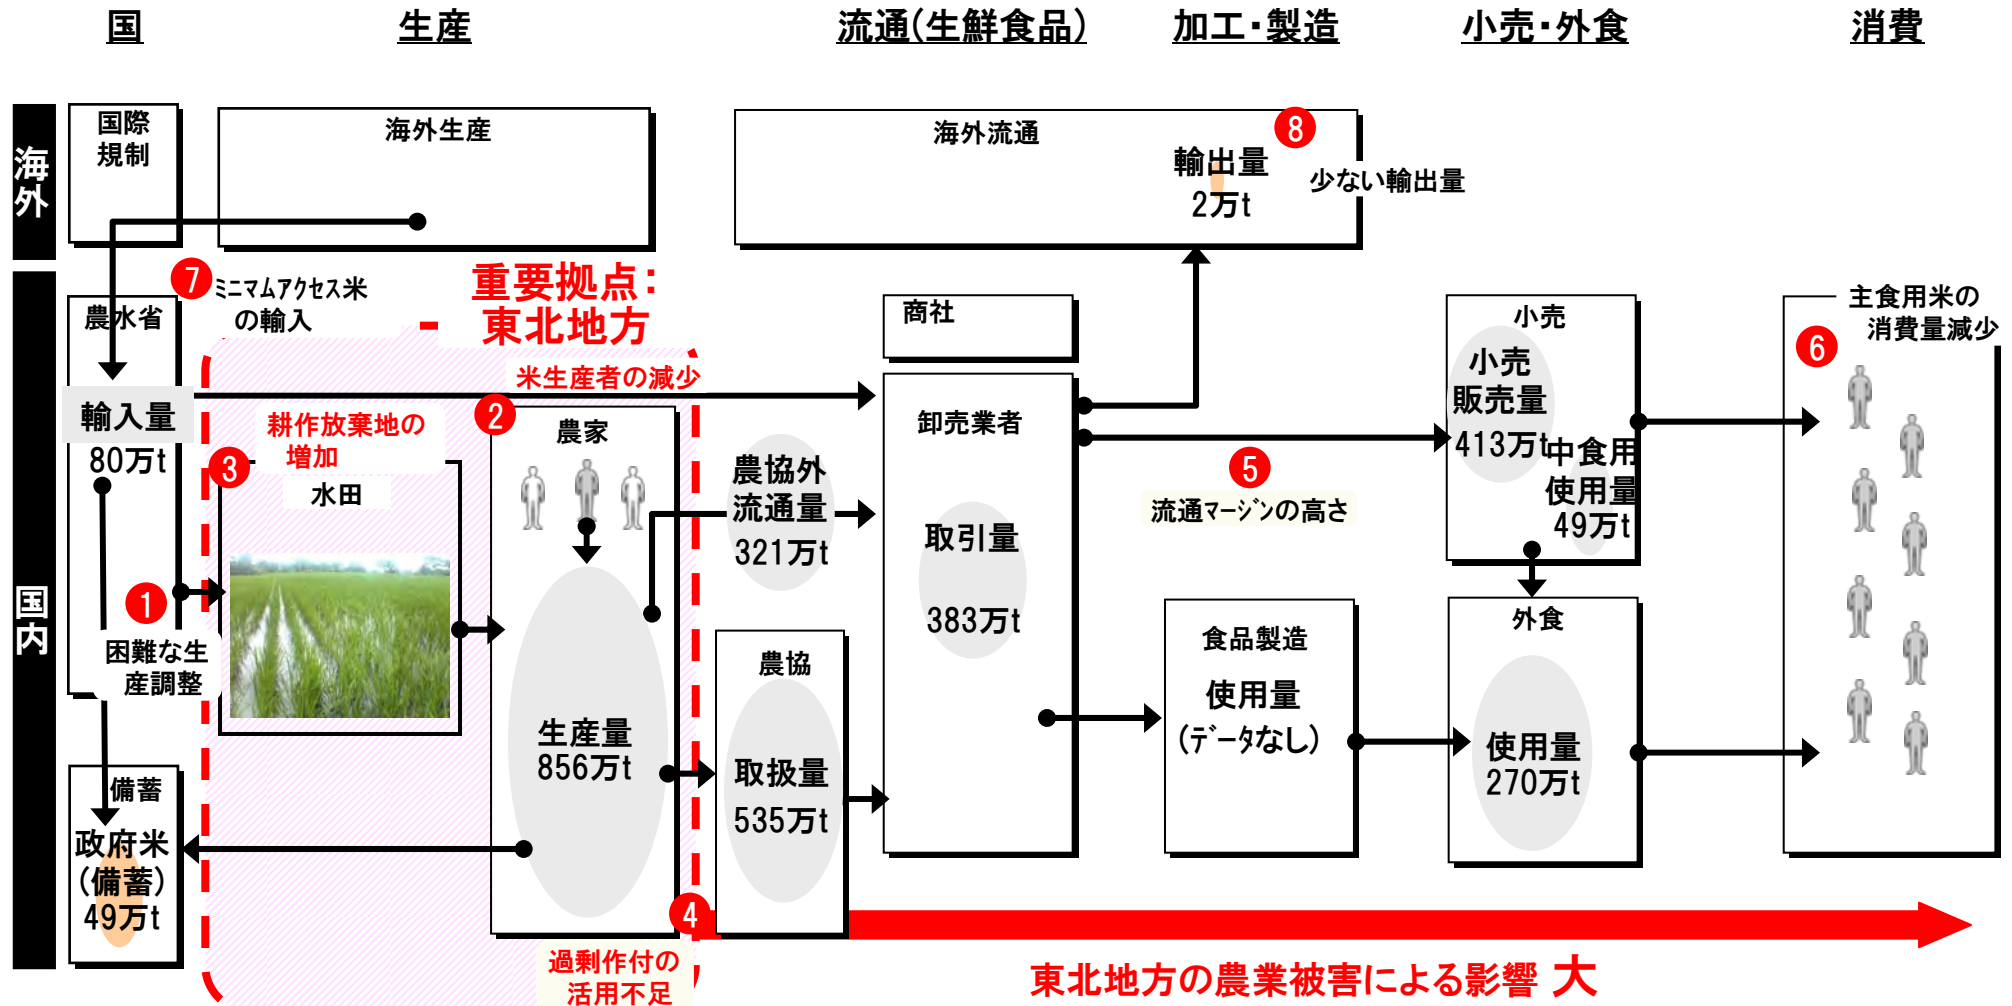 国
生産
流通(生鮮食品)
加工・製造
小売・外食
消費
海外
国際
規制
海外生産
海外流通
8
輸出量
2万t
少ない輸出量
国内
7
ミニマムアクセス米
の輸入
農水省
輸入量
80万t
重要拠点：
東北地方
米生産者の減少
耕作放棄地の
増加
3
水田
2
農家
1
困難な生
産調整
生産量
856万t
備蓄
政府米
(備蓄)
49万t
農協外
流通量
321万t
農協
取扱量
535万t
4
過剰作付の
活用不足
商社
卸売業者
取引量
383万t
5
流通マージンの高さ
食品製造
使用量
(データなし)
小売
小売
販売量
413万t
中食用
使用量
49万t
外食
使用量
270万t
主食用米の
消費量減少
6
東北地方の農業被害による影響 大